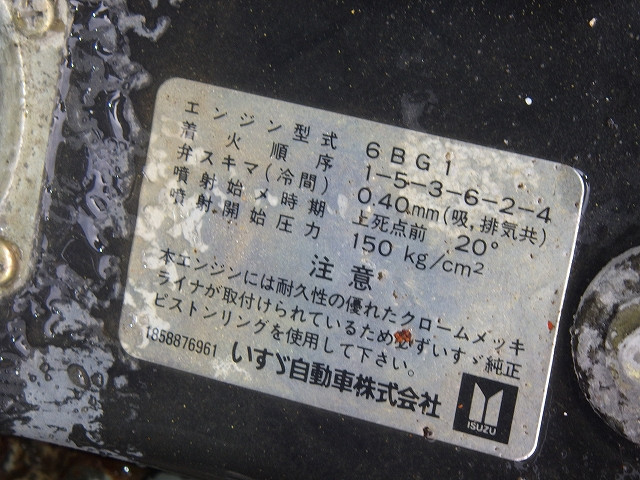 エンジン型式 6BG1
着火順序 1-5-3-6-2-4
弁スキマ(冷間) 0.40mm(吸,排気共)
噴射始メ時期 上死点前 20°
噴射開始圧力 150 kg/cm²
注意
本エンジンには耐久性の優れたクロームメッキ
ライナが取付けられているため必ずいすゞ純正
ピストンリングを使用して下さい。
1858876961 いすゞ自動車株式会社
ISUZU